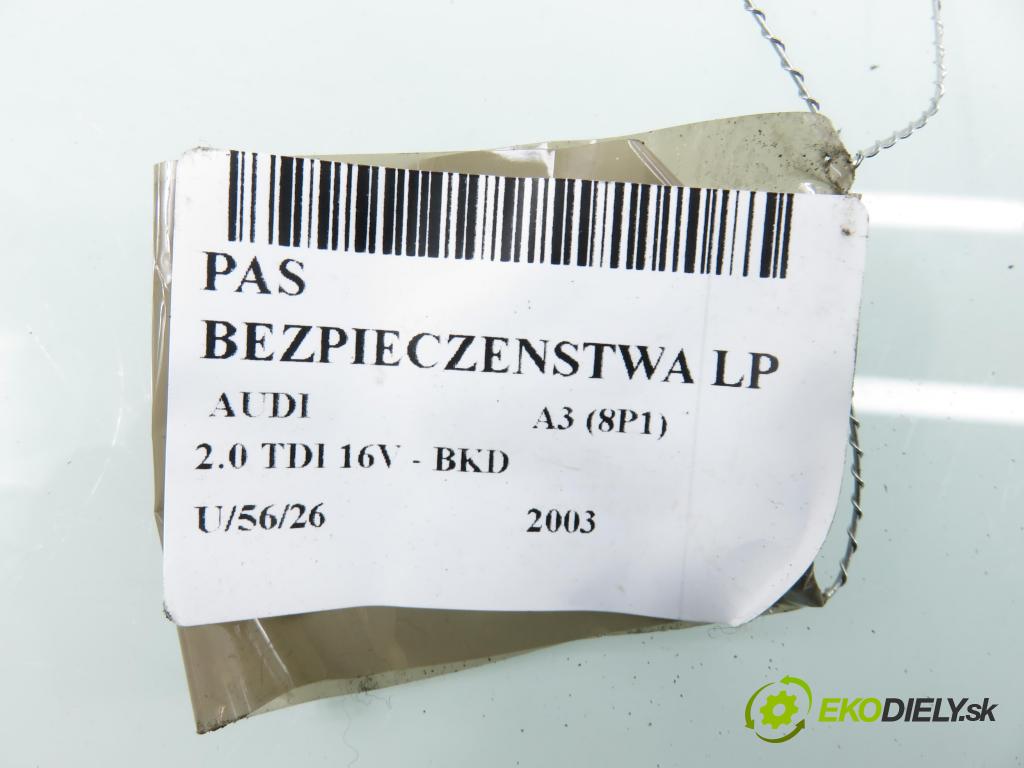 PAS
BEZPIECZENSTWA LP
AUDI A3 (8P1)
2.0 TDI 16V - BKD
U/56/26 2003
EKODIELY.sk